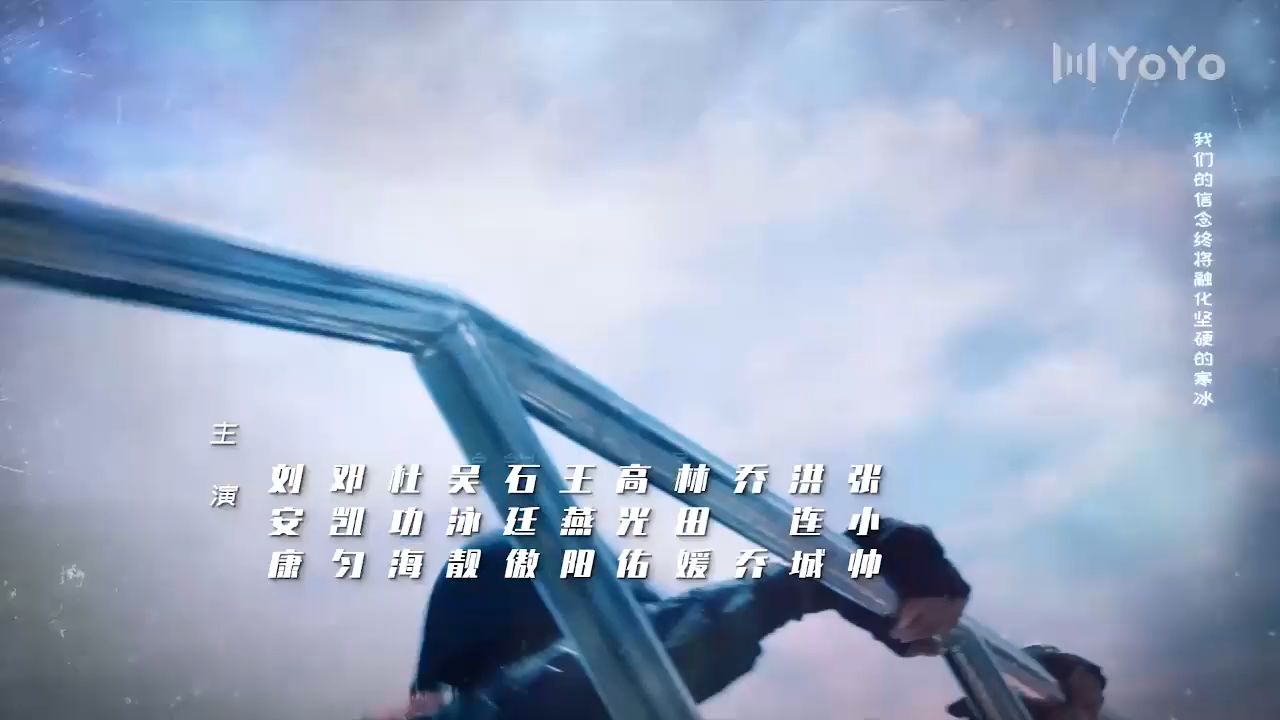 YoYo
我们的信念终将融化坚硬的寒冰
主演
刘安康
邓凯匀
杜功海
吴泳靓
石廷傲
王燕阳
高光佑
林田媛
乔乔
洪连城
张小帅